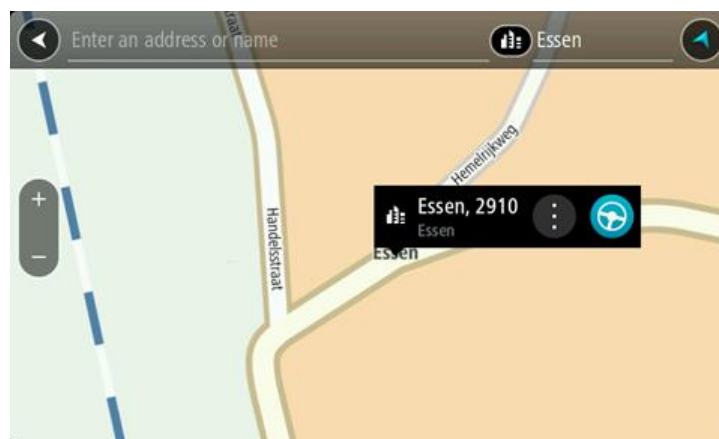 Enter an address or name
Essen
Hemelrijkweg
Essen, 2910
Essen
Essen
Handelsstraat